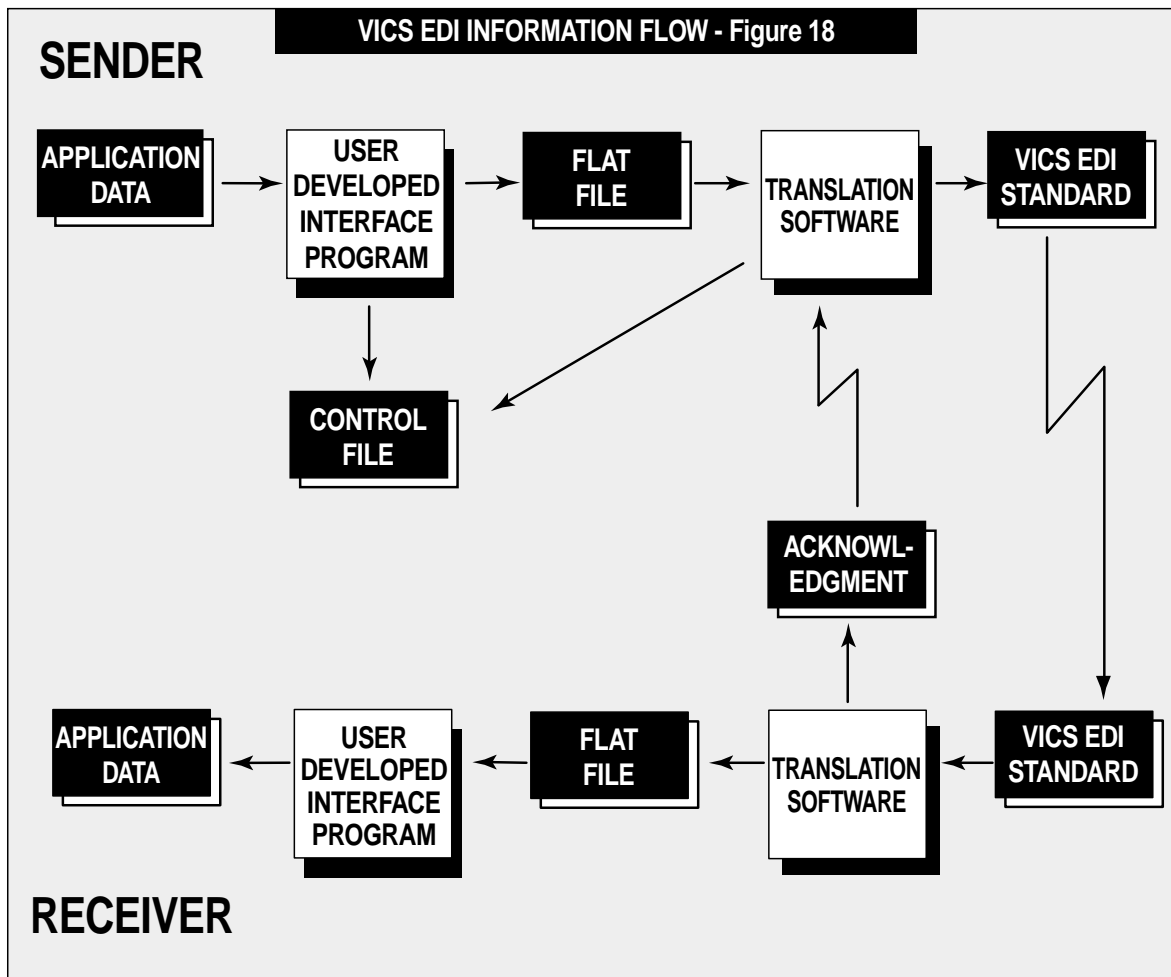 VICS EDI INFORMATION FLOW - Figure 18
SENDER
APPLICATION
DATA
USER
DEVELOPED
INTERFACE
PROGRAM
FLAT
FILE
TRANSLATION
SOFTWARE
VICS EDI
STANDARD
CONTROL
FILE
ACKNOWL-
EDGMENT
APPLICATION
DATA
USER
DEVELOPED
INTERFACE
PROGRAM
FLAT
FILE
TRANSLATION
SOFTWARE
VICS EDI
STANDARD
RECEIVER